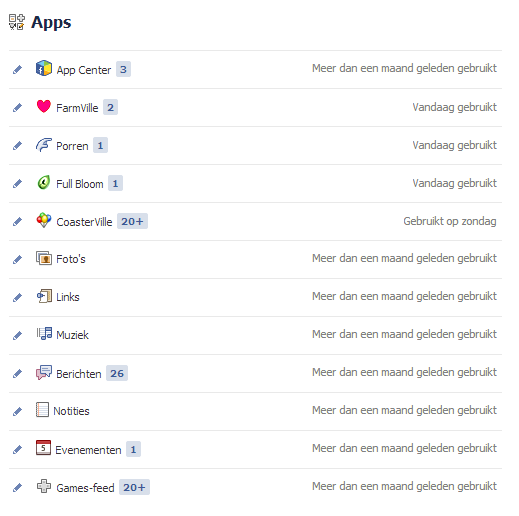 Apps
App Center 3 Meer dan een maand geleden gebruikt
FarmVille 2 Vandaag gebruikt
Porren 1 Vandaag gebruikt
Full Bloom 1 Vandaag gebruikt
CoasterVille 20+ Gebruikt op zondag
Foto's Meer dan een maand geleden gebruikt
Links Meer dan een maand geleden gebruikt
Muziek Meer dan een maand geleden gebruikt
Berichten 26 Meer dan een maand geleden gebruikt
Notities Meer dan een maand geleden gebruikt
5 Evenementen 1 Meer dan een maand geleden gebruikt
Games-feed 20+ Meer dan een maand geleden gebruikt